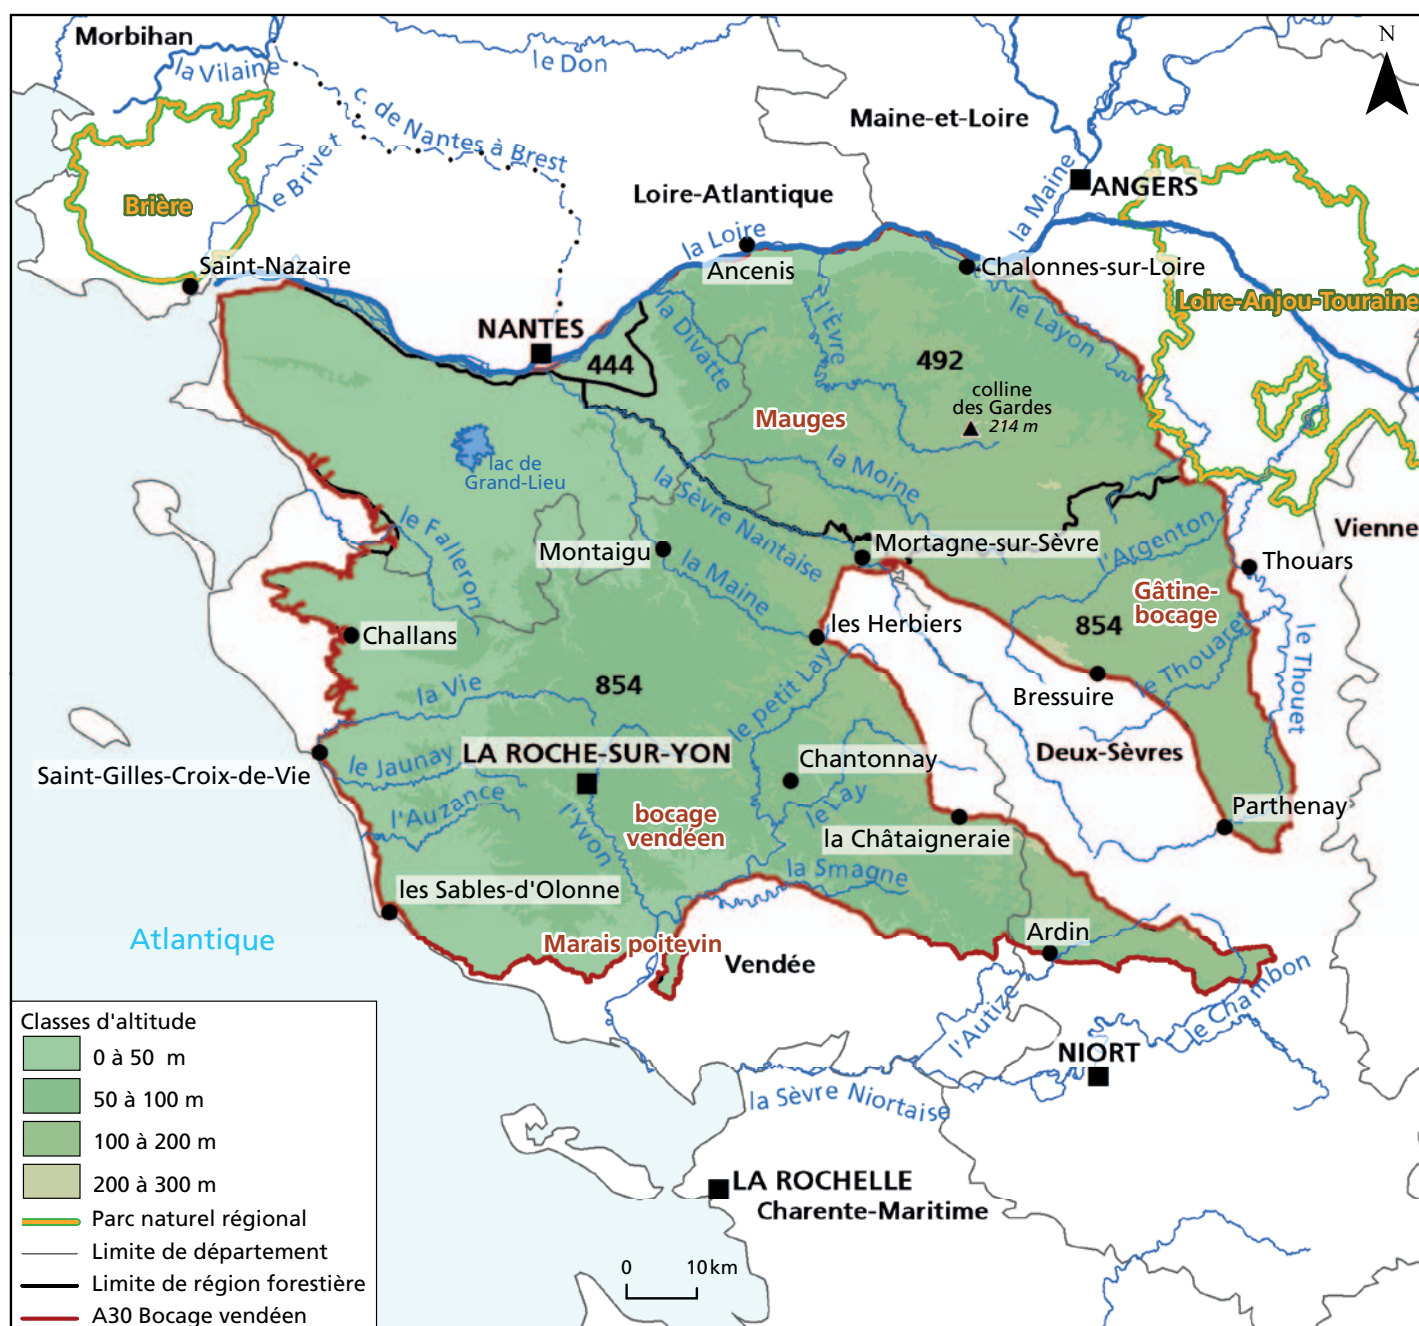 Morbihan
la Vilaine
le Don
N
c. de Nantes à Brest
Maine-et-Loire
le Brivet
la Maine
ANGERS
Brière
Loire-Atlantique
la Loire
Saint-Nazaire
Ancenis
Chalonnes-sur-Loire
Loire-Anjou-Touraine
le Layon
NANTES
444
la Divatte
l'Èvre
492
colline
des Gardes
214 m
Mauges
lac de
Grand-Lieu
la Moine
la Sèvre Nantaise
le Falleron
Vienne
Montaigu
Mortagne-sur-Sèvre
l'Argenton
Thouars
la Maine
Gâtine-
bocage
854
Challans
les Herbiers
le Thouaret
le Thouet
la Vie
854
le petit Lay
Bressuire
Deux-Sèvres
LA ROCHE-SUR-YON
Saint-Gilles-Croix-de-Vie
le Jaunay
Chantonnay
l'Auzance
l'Yvon
bocage
vendéen
le Lay
Parthenay
la Châtaigneraie
la Smagne
les Sables-d'Olonne
Atlantique
Marais poitevin
Vendée
Ardin
l'Autize
le Chambon
NIORT
la Sèvre Niortaise
LA ROCHELLE
Charente-Maritime
0 10 km
Classes d'altitude
0 à 50 m
50 à 100 m
100 à 200 m
200 à 300 m
Parc naturel régional
Limite de département
Limite de région forestière
A30 Bocage vendéen